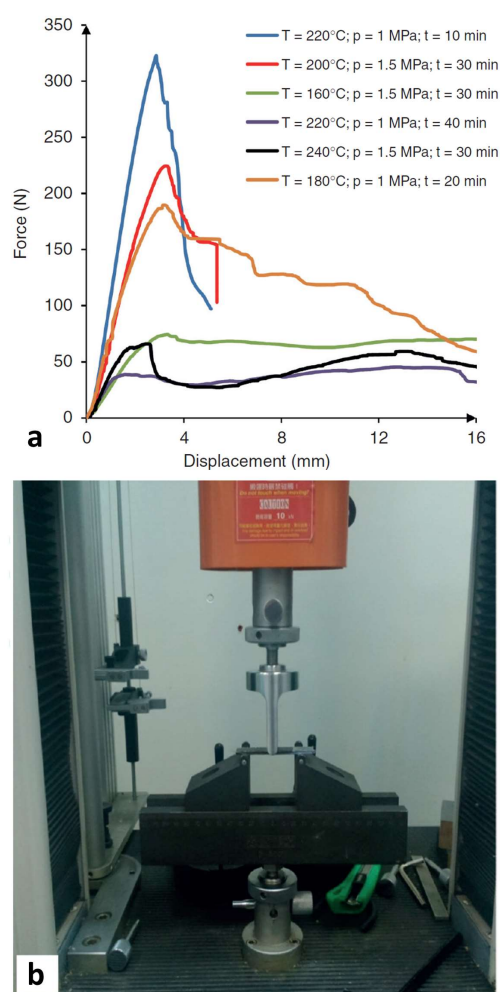 350
300
250
200
150
100
50
0
Force (N)
T = 220°C; p = 1 MPa; t = 10 min
T = 200°C; p = 1.5 MPa; t = 30 min
T = 160°C; p = 1.5 MPa; t = 30 min
T = 220°C; p = 1 MPa; t = 40 min
T = 240°C; p = 1.5 MPa; t = 30 min
T = 180°C; p = 1 MPa; t = 20 min
0 4 8 12 16
Displacement (mm)
a
10
b